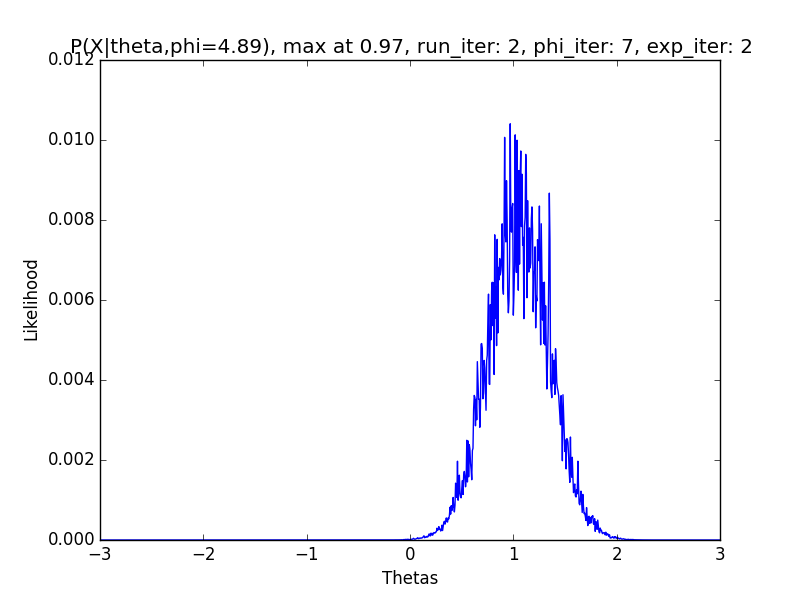 P(X|theta,phi=4.89), max at 0.97, run_iter: 2, phi_iter: 7, exp_iter: 2
0.012
0.010
0.008
0.006
0.004
0.002
0.000
Likelihood
−3 −2 −1 0 1 2 3
Thetas